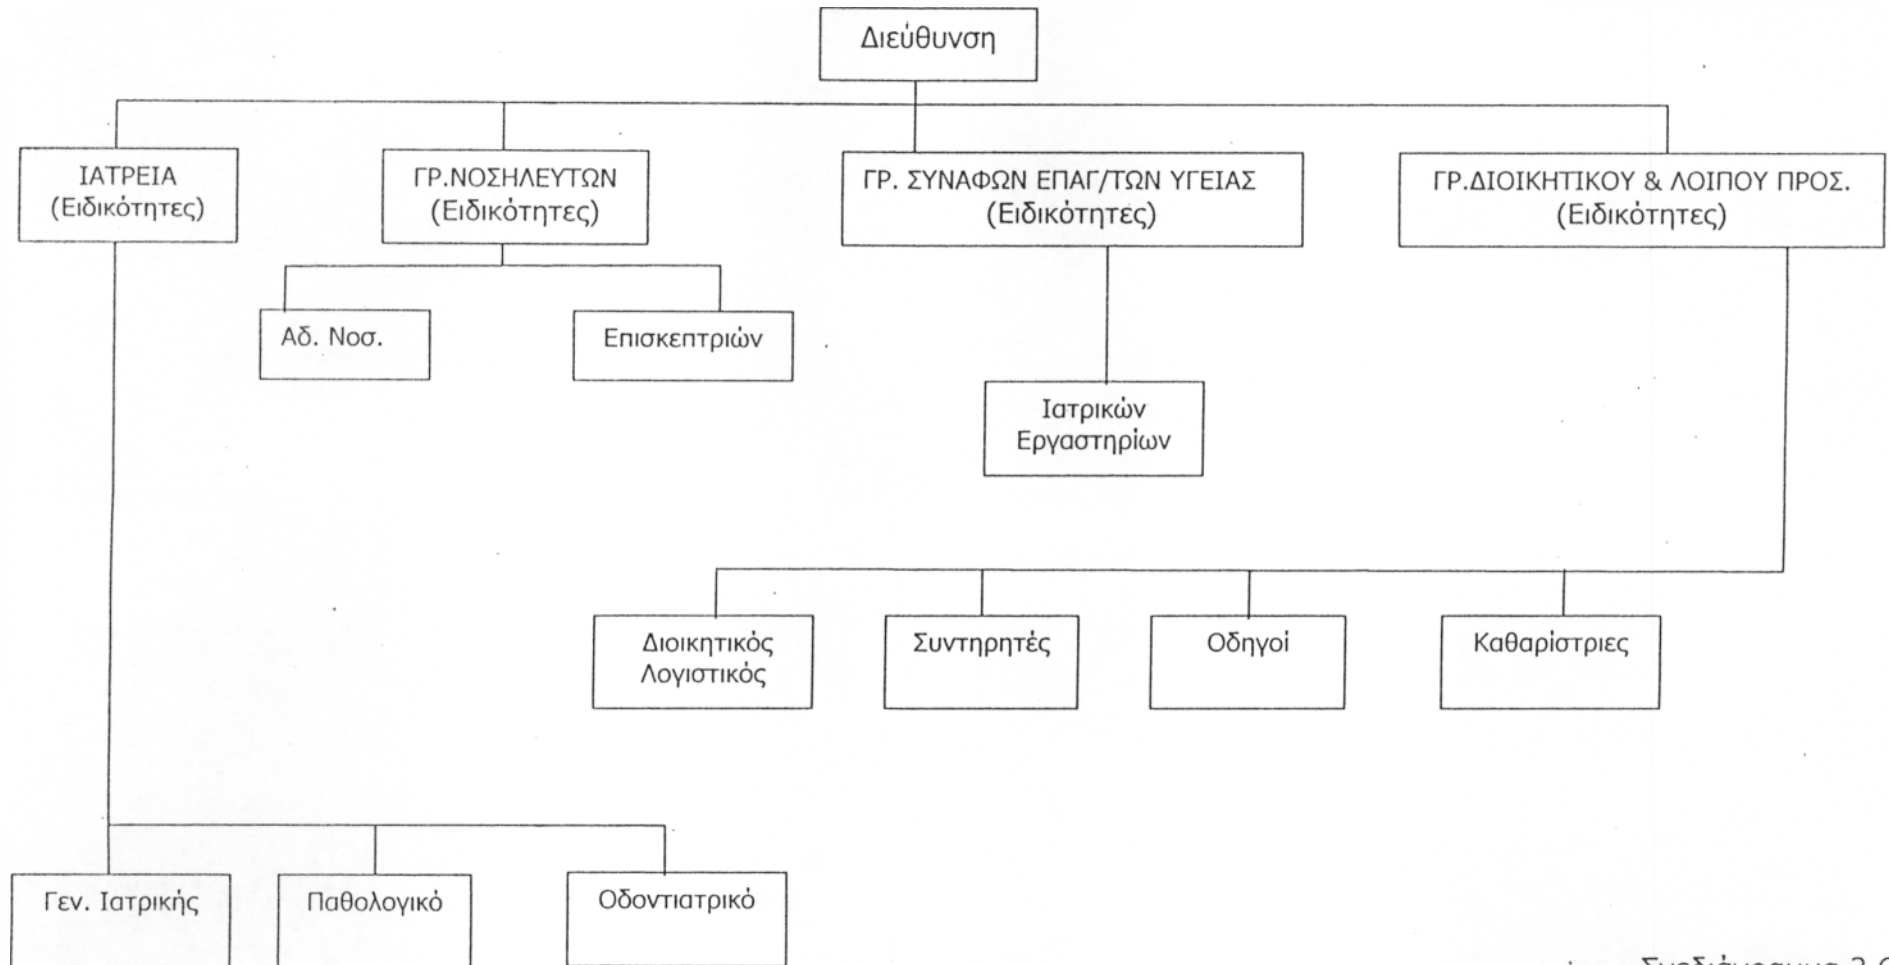 Διεύθυνση
ΙΑΤΡΕΙΑ
(Ειδικότητες)
ΓΡ.ΝΟΣΗΛΕΥΤΩΝ
(Ειδικότητες)
ΓΡ. ΣΥΝΑΦΩΝ ΕΠΑΓ/ΤΩΝ ΥΓΕΙΑΣ
(Ειδικότητες)
ΓΡ.ΔΙΟΙΚΗΤΙΚΟΥ & ΛΟΙΠΟΥ ΠΡΟΣ.
(Ειδικότητες)
Αδ. Νοσ.
Επισκεπτριών
Ιατρικών
Εργαστηρίων
Διοικητικός
Λογιστικός
Συντηρητές
Οδηγοί
Καθαρίστριες
Γεν. Ιατρικής
Παθολογικό
Οδοντιατρικό
Σχεδιάγραμμα